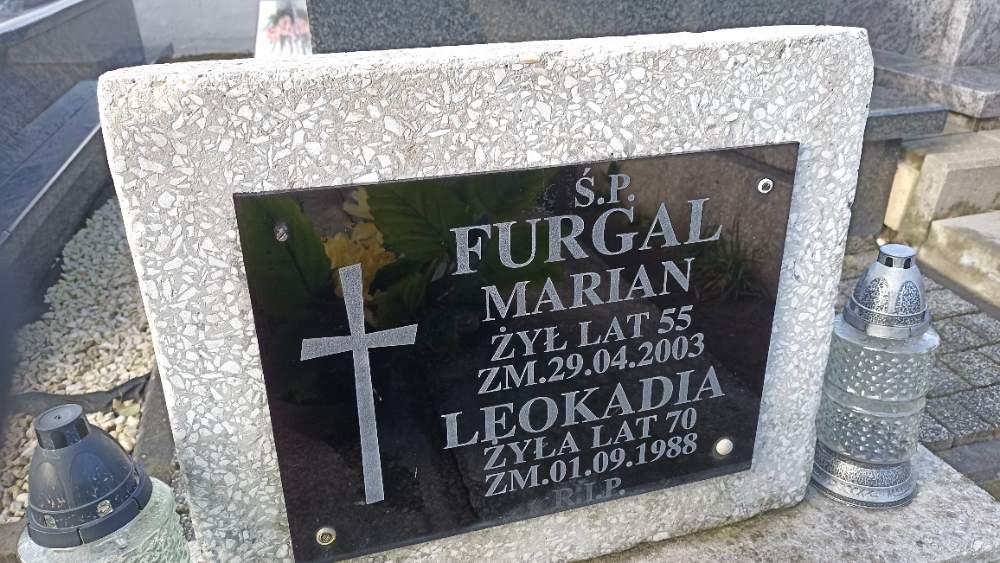 Ś.P.
FURGAL
MARIAN
ŻYŁ LAT 55
ZM.29.04.2003
LEOKADIA
ŻYŁA LAT 70
ZM.01.09.1988
R.I.P.